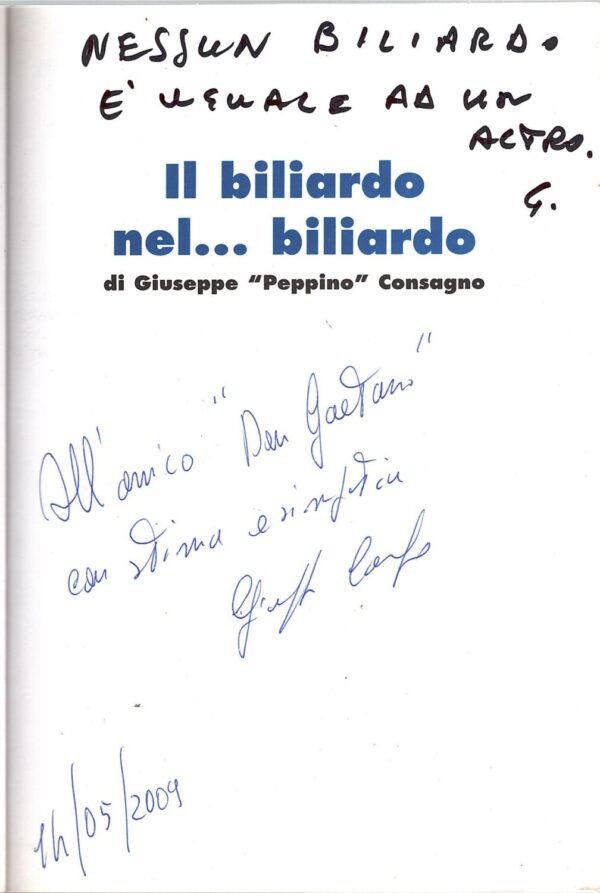 NESSUN BILIARDO
E' UGUALE AD UN
ALTRO.
G.
Il biliardo
nel... biliardo
di Giuseppe “Peppino” Consagno
All'amico "Don Gaetano"
con stima e simpatia
14/05/2009